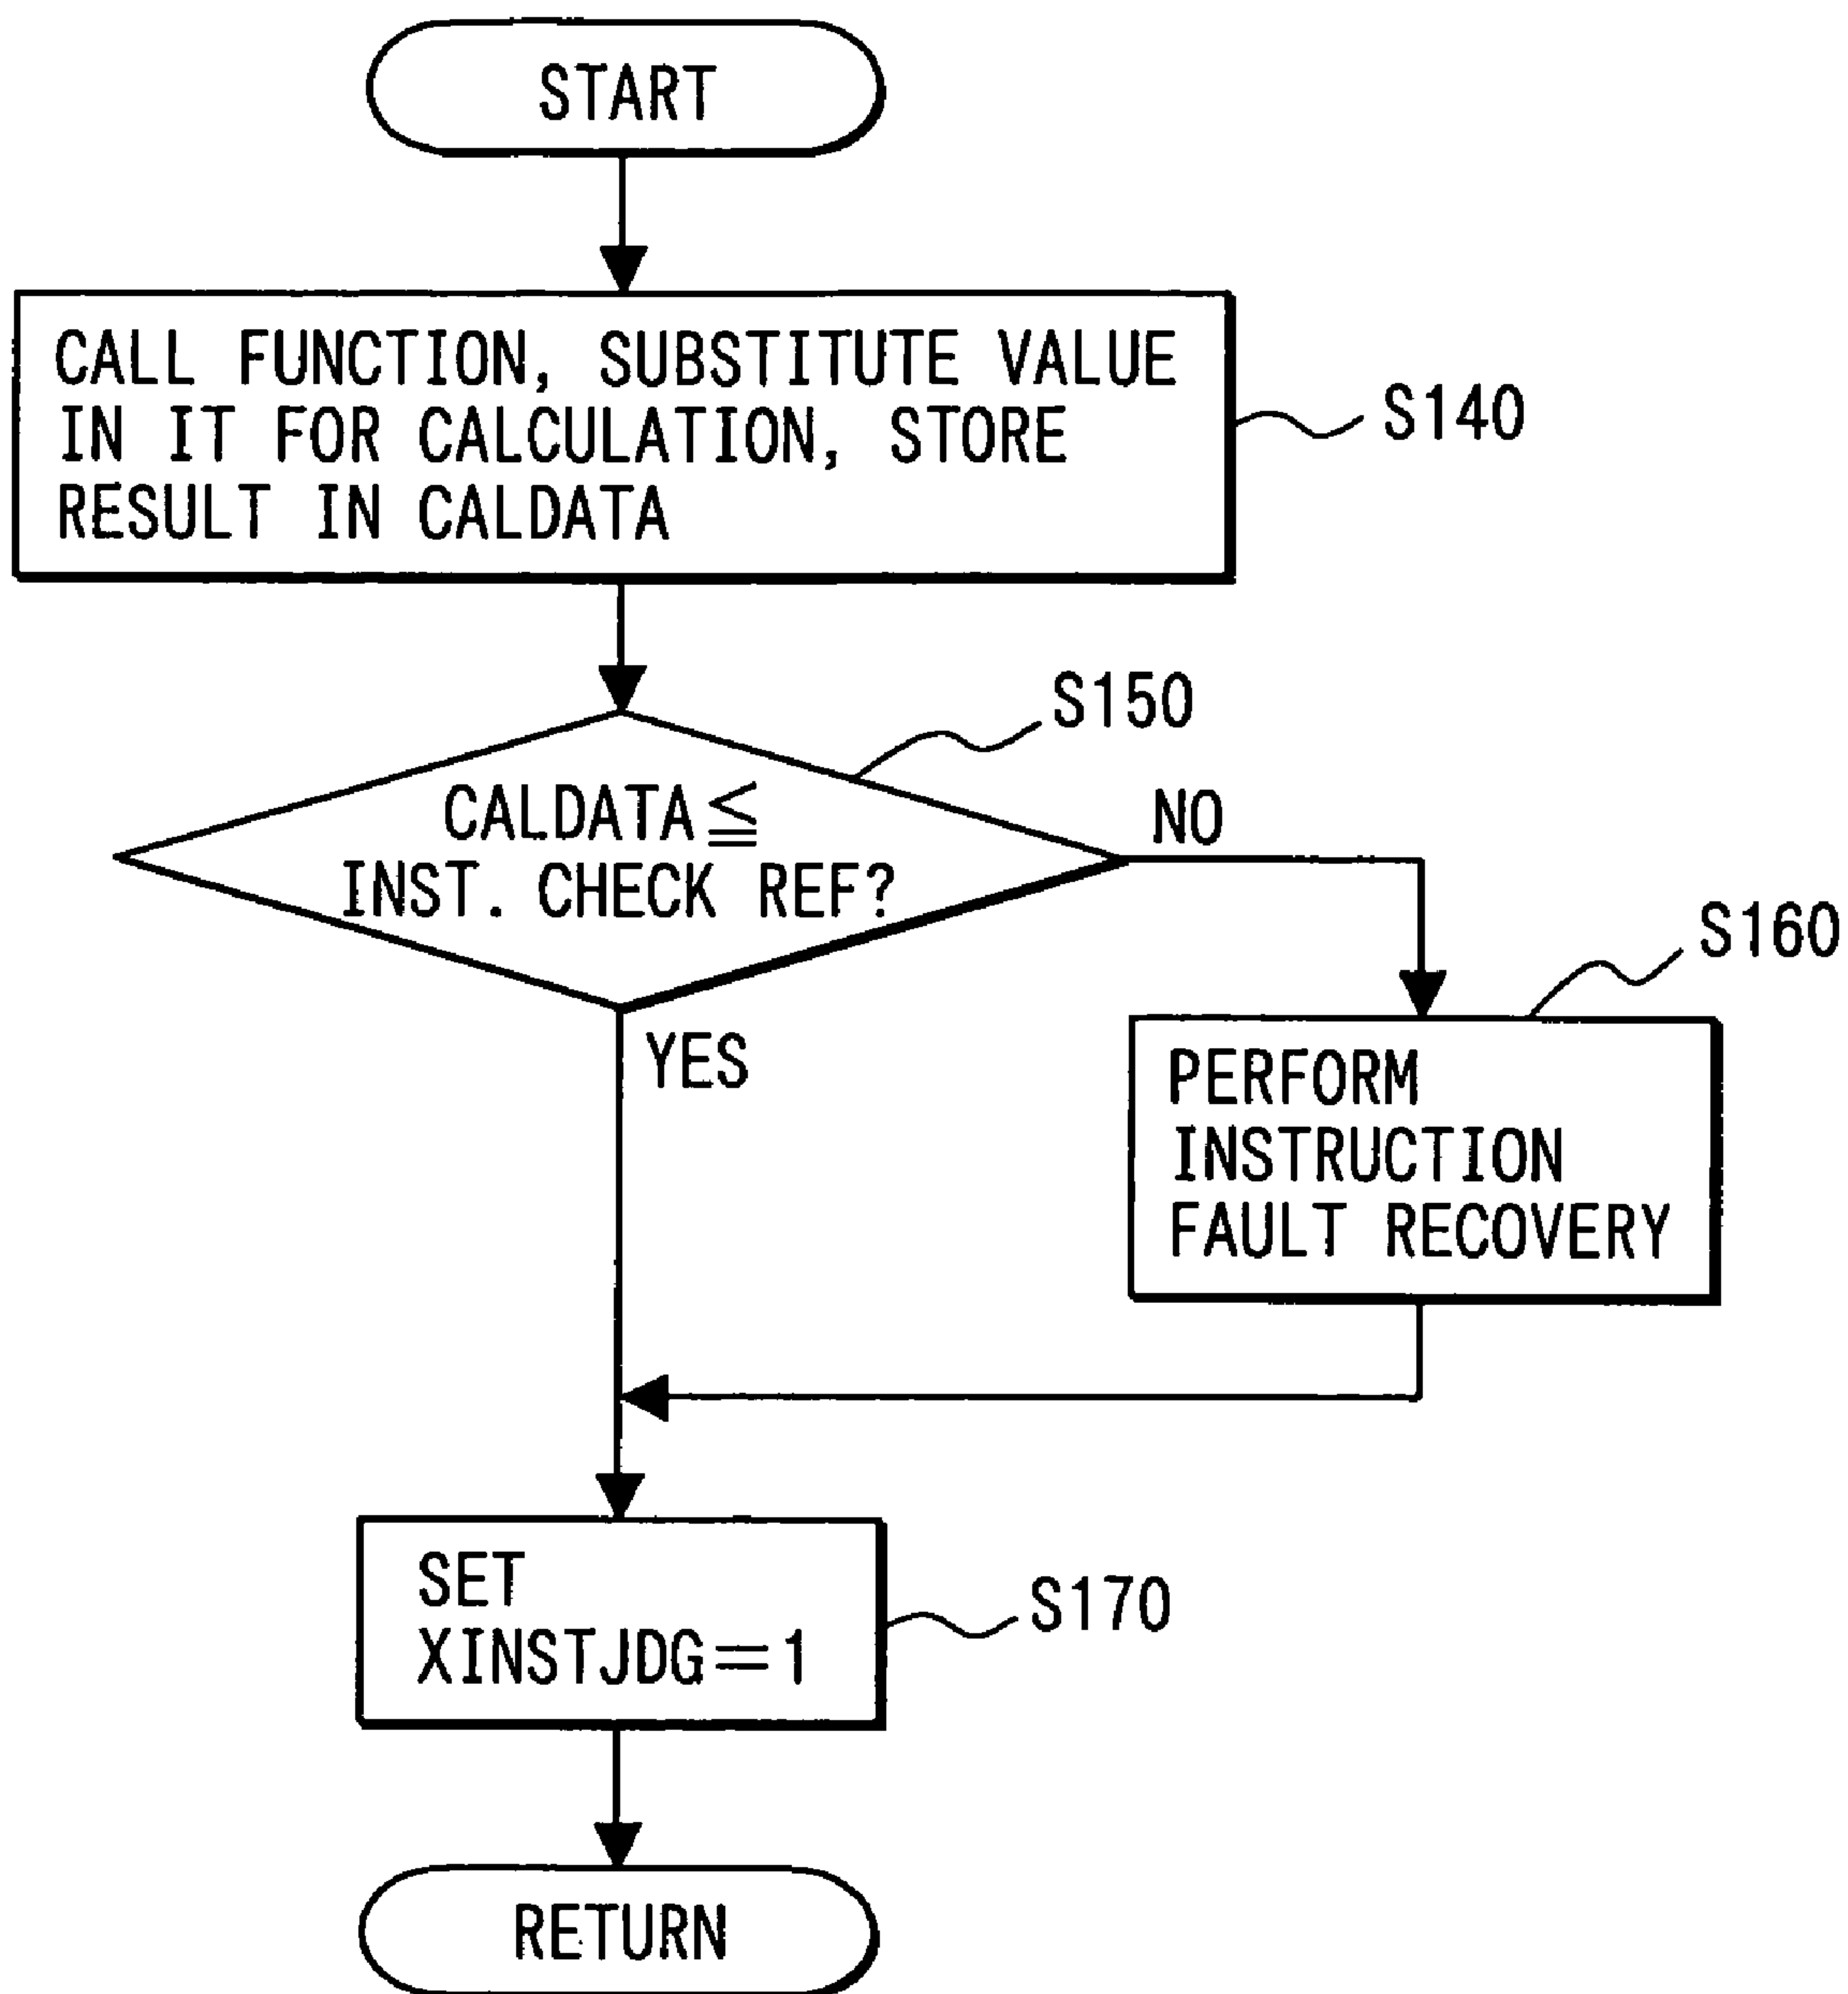 START
CALL FUNCTION, SUBSTITUTE VALUE
IN IT FOR CALCULATION, STORE
RESULT IN CALDATA
S140
S150
CALDATA≦
INST. CHECK REF?
NO
YES
S160
PERFORM
INSTRUCTION
FAULT RECOVERY
SET
XINSTJDG=1
S170
RETURN